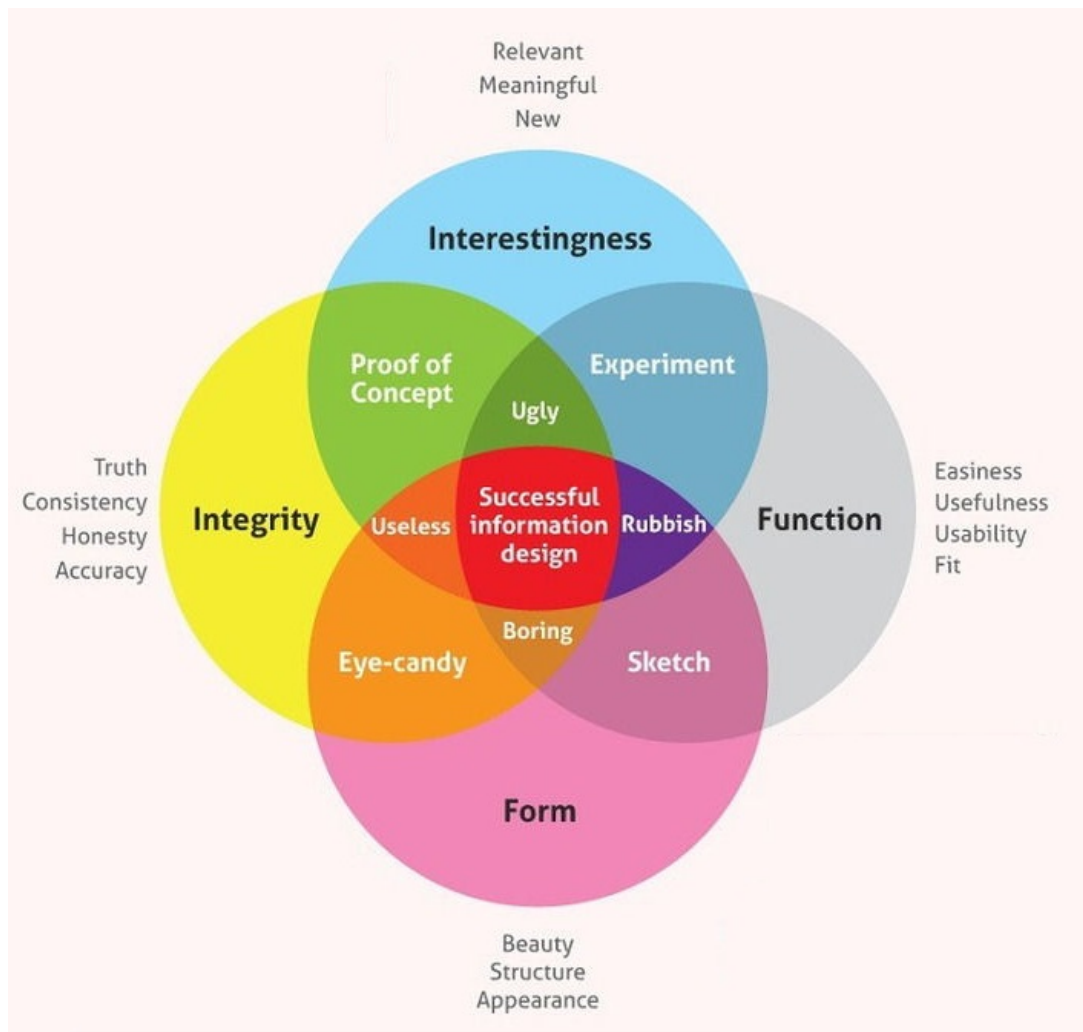 Relevant
Meaningful
New
Interestingness
Proof of
Concept
Experiment
Ugly
Truth
Consistency
Honesty
Accuracy
Integrity
Useless
Successful
information
design
Rubbish
Function
Easiness
Usefulness
Usability
Fit
Boring
Eye-candy
Sketch
Form
Beauty
Structure
Appearance